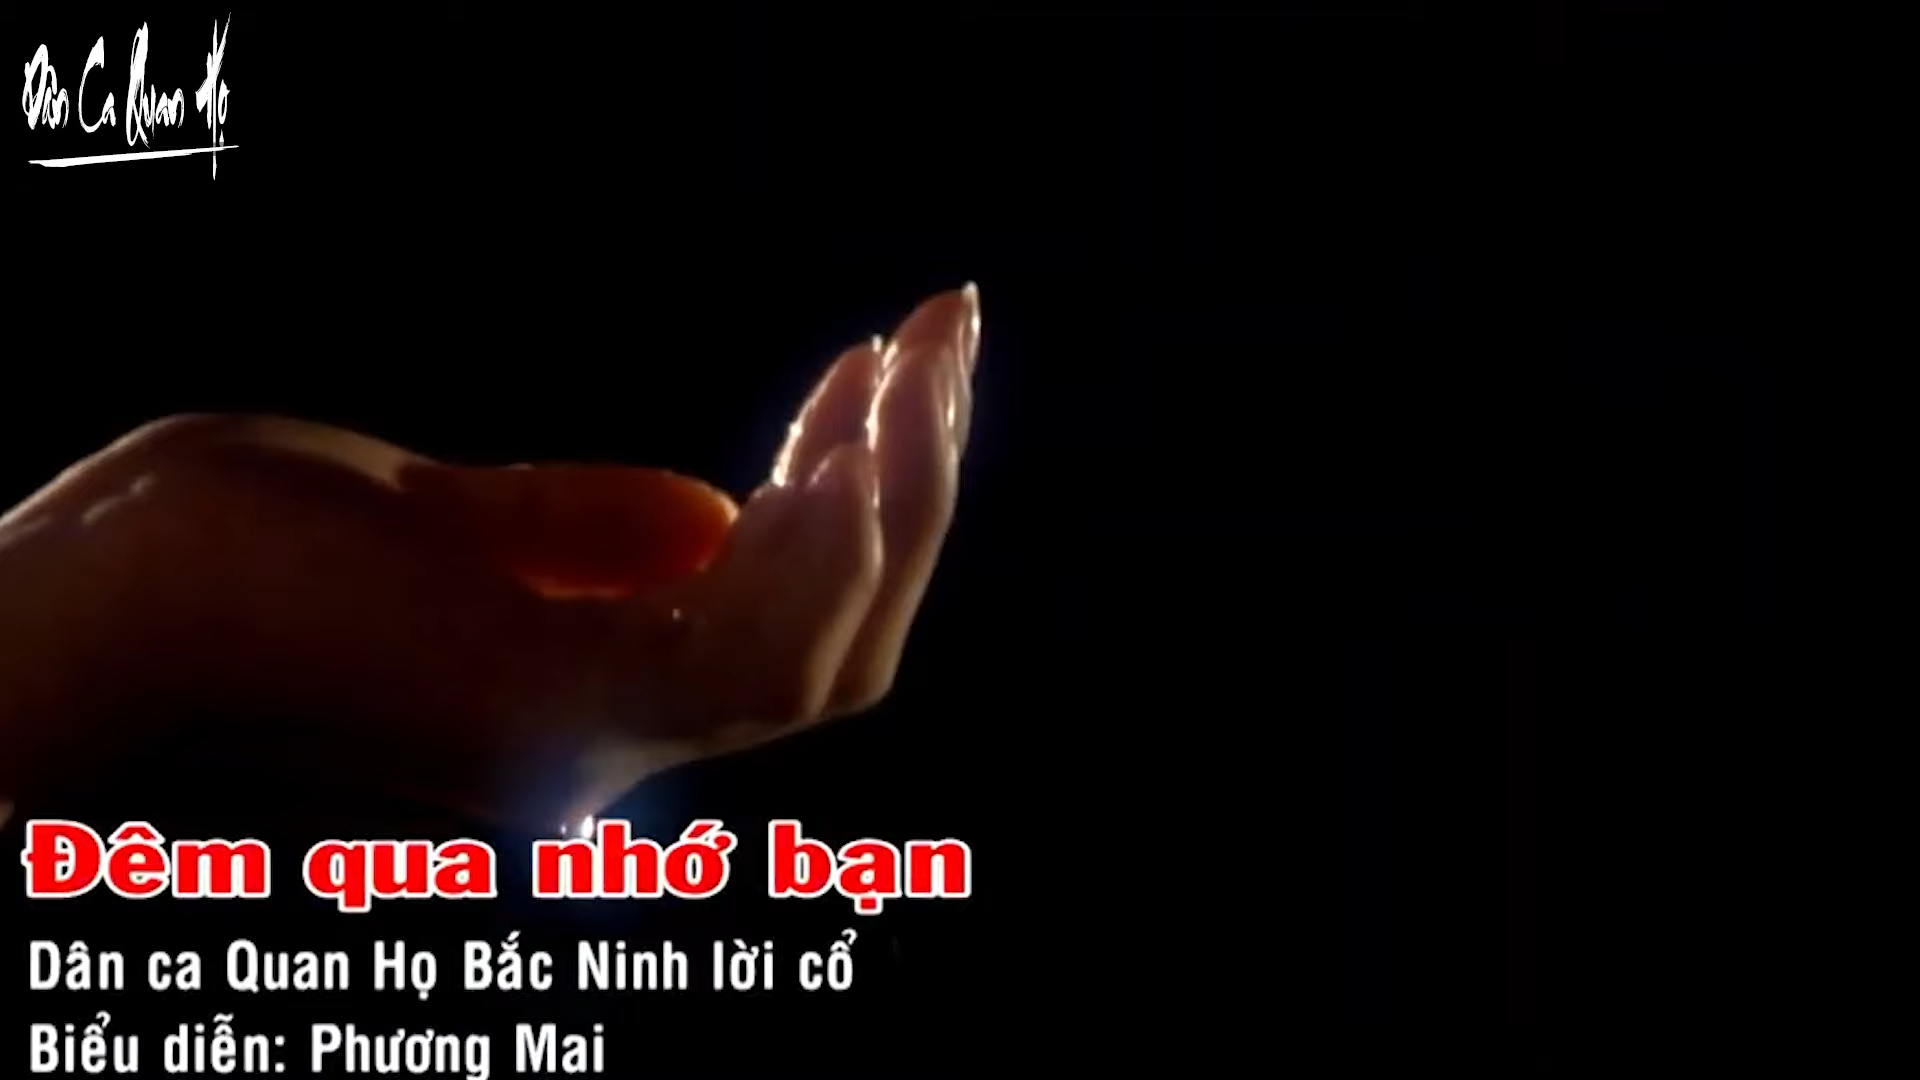 Dân Ca Quan Họ
Đêm qua nhớ bạn
Dân ca Quan Họ Bắc Ninh lời cổ
Biểu diễn: Phương Mai